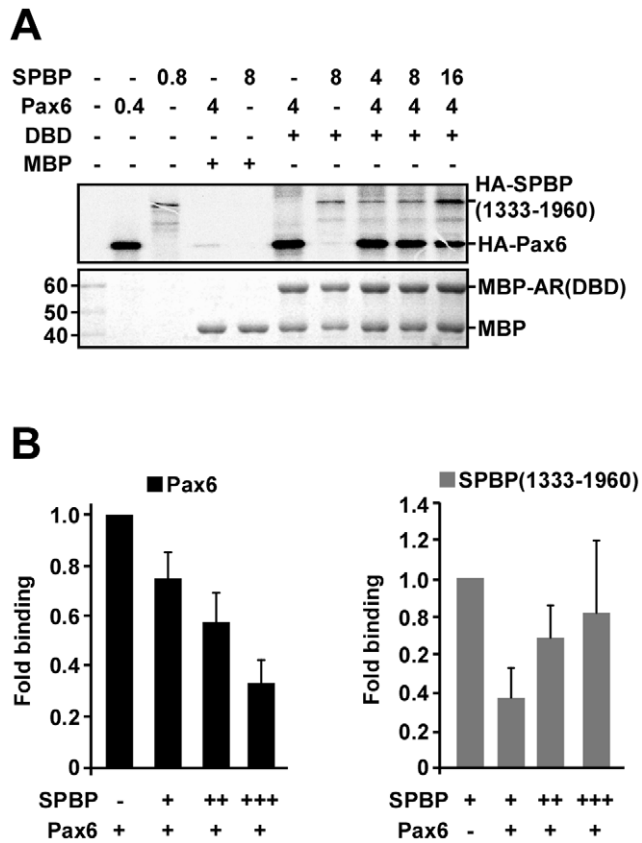 A
SPBP - - 0.8 - 8 - 8 4 8 16
Pax6 - 0.4 - 4 - 4 - 4 4 4
DBD - - - - - + + + + +
MBP - - - + + - - - - -
HA-SPBP
(1333-1960)
HA-Pax6
60
50
40
MBP-AR(DBD)
MBP
B
Pax6
Fold binding
1.0
0.8
0.6
0.4
0.2
0
SPBP - + ++ +++
Pax6 + + + +
SPBP(1333-1960)
Fold binding
1.4
1.2
1.0
0.8
0.2
0.4
0.2
0
SPBP + + ++ +++
Pax6 - + + +